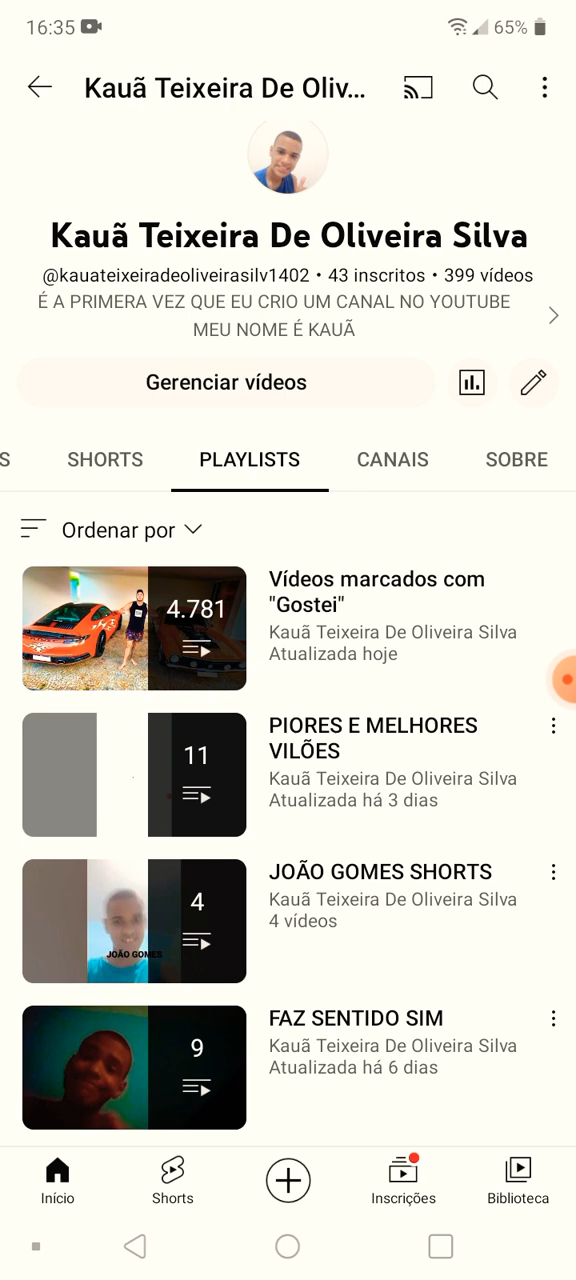 16:35
65%
Kauã Teixeira De Oliv...
Kauã Teixeira De Oliveira Silva
@kauateixeiradeoliveirasilv1402 • 43 inscritos • 399 vídeos
É A PRIMERA VEZ QUE EU CRIO UM CANAL NO YOUTUBE
MEU NOME É KAUÃ
Gerenciar vídeos
S SHORTS PLAYLISTS CANAIS SOBRE
Ordenar por
4.781
Vídeos marcados com
"Gostei"
Kauã Teixeira De Oliveira Silva
Atualizada hoje
11
PIORES E MELHORES
VILÕES
Kauã Teixeira De Oliveira Silva
Atualizada há 3 dias
4
JOÃO GOMES
JOÃO GOMES SHORTS
Kauã Teixeira De Oliveira Silva
4 vídeos
9
FAZ SENTIDO SIM
Kauã Teixeira De Oliveira Silva
Atualizada há 6 dias
Início Shorts Inscrições Biblioteca